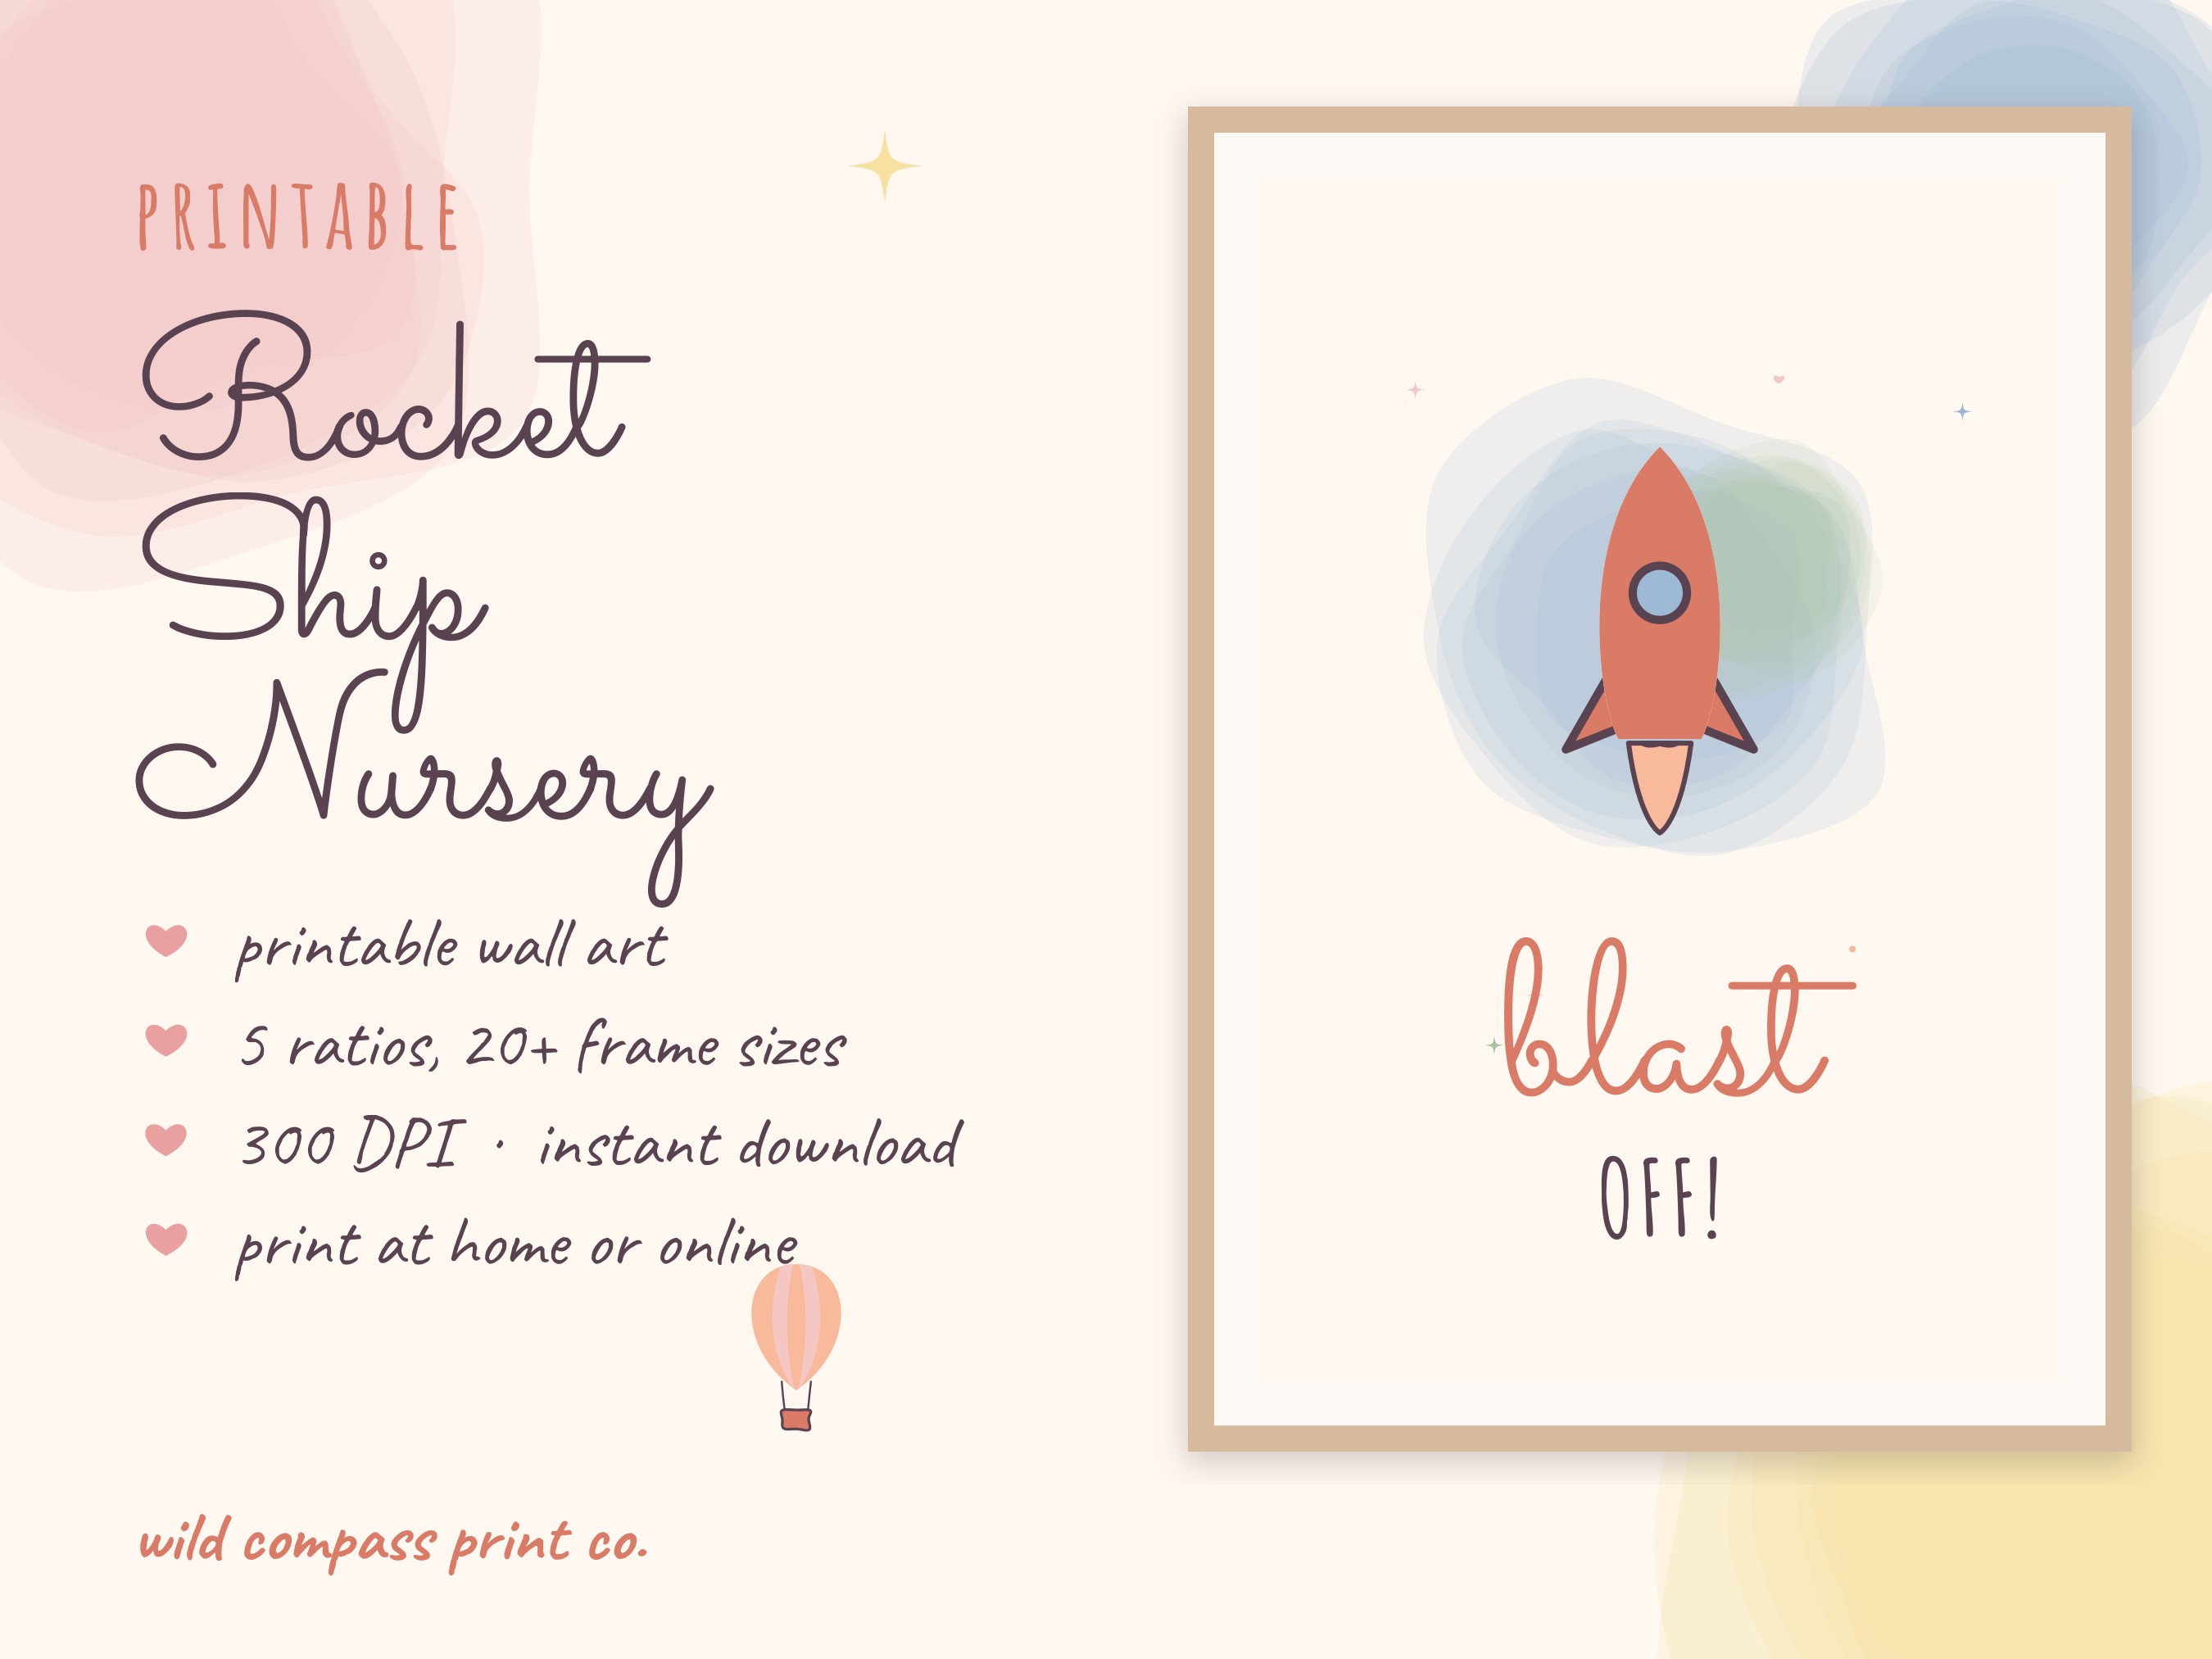 PRINTABLE
Rocket
Ship
Nursery
printable wall art
5 ratios, 20+ frame sizes
300 DPI · instant download
print at home or online
wild compass print co.
blast
OFF!